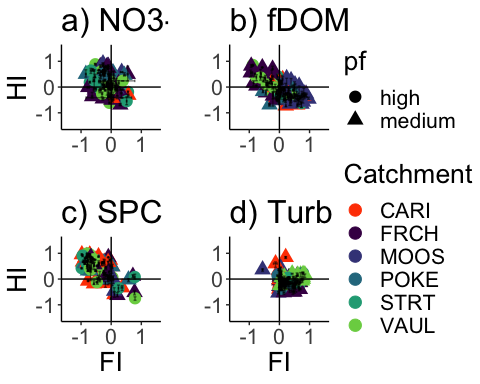 a) NO3-
b) fDOM
HI
1
0
-1
-1 0 1
1
0
-1
-1 0 1
pf
high
medium
Catchment
CARI
FRCH
MOOS
POKE
STRT
VAUL
c) SPC
d) Turb
HI
1
0
-1
-1 0 1
FI
1
0
-1
-1 0 1
FI